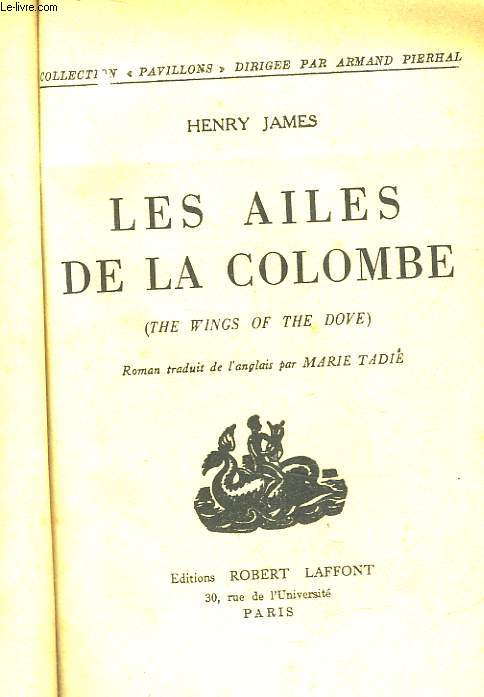 Le-livre.com
COLLECTION « PAVILLONS » DIRIGEE PAR ARMAND PIERHAL
HENRY JAMES
LES AILES
DE LA COLOMBE
(THE WINGS OF THE DOVE)
Roman traduit de l'anglais par MARIE TADIÉ
Editions ROBERT LAFFONT
30, rue de l'Université
PARIS